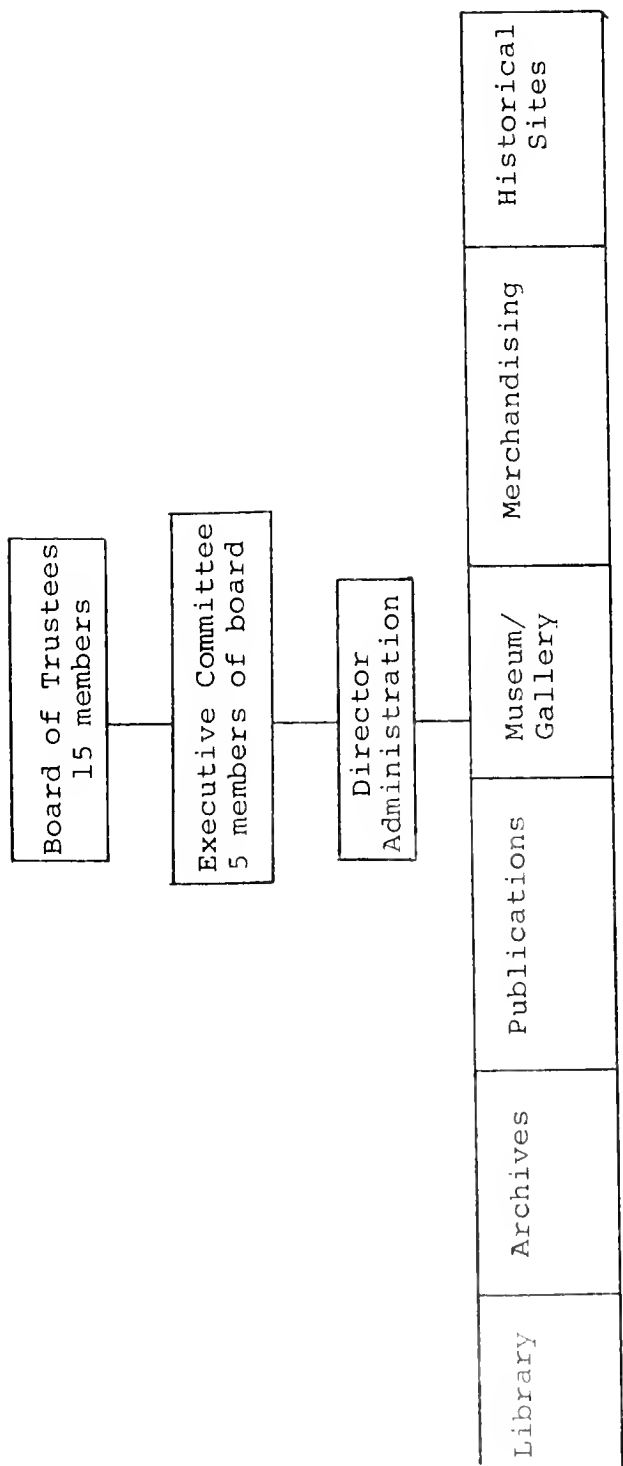 Board of Trustees
15 members
Executive Committee
5 members of board
Director
Administration
Library
Archives
Publications
Museum/
Gallery
Merchandising
Historical
Sites